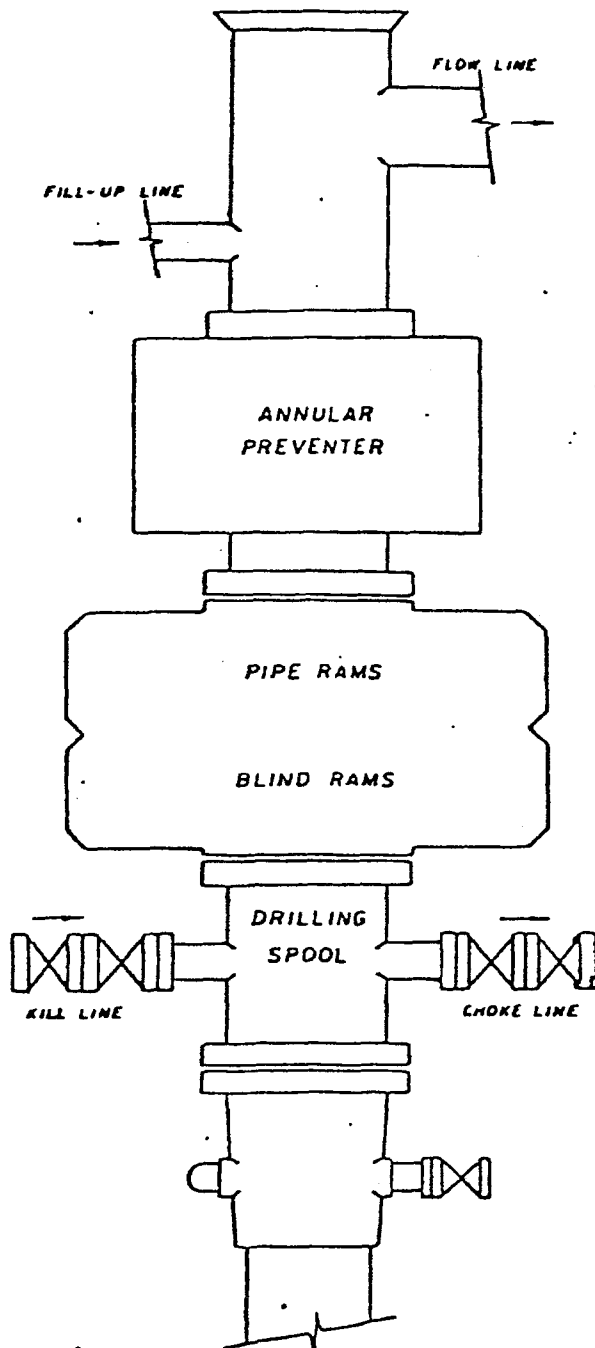 FLOW LINE
FILL-UP LINE
ANNULAR
PREVENTER
PIPE RAMS
BLIND RAMS
DRILLING
SPOOL
KILL LINE
CHOKE LINE